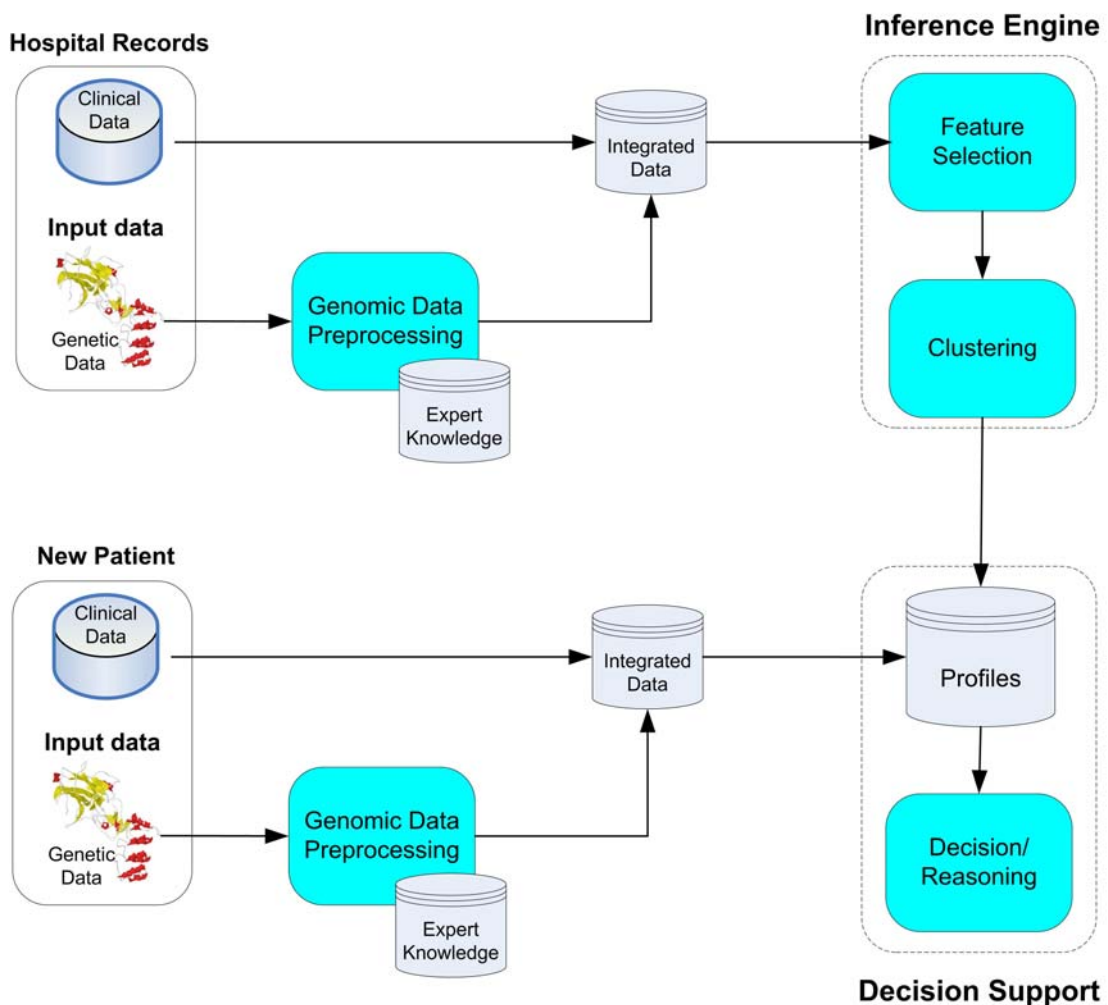 Inference Engine
Hospital Records
Clinical
Data
Integrated
Data
Feature
Selection
Input data
Genetic
Data
Genomic Data
Preprocessing
Expert
Knowledge
Clustering
New Patient
Clinical
Data
Integrated
Data
Profiles
Input data
Genetic
Data
Genomic Data
Preprocessing
Expert
Knowledge
Decision/
Reasoning
Decision Support